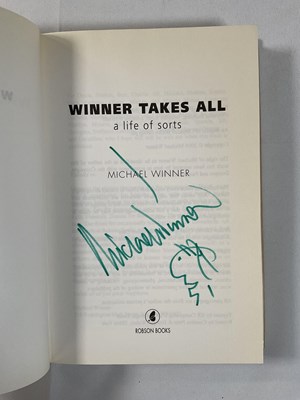 WINNER TAKES ALL
a life of sorts
MICHAEL WINNER
Michael Winner
ROBSON BOOKS